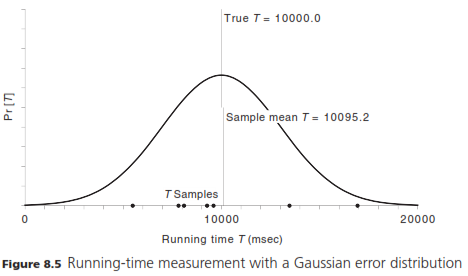 True T = 10000.0
Pr [T]
Sample mean T = 10095.2
T Samples
0
10000
20000
Running time T (msec)
Figure 8.5 Running-time measurement with a Gaussian error distribution